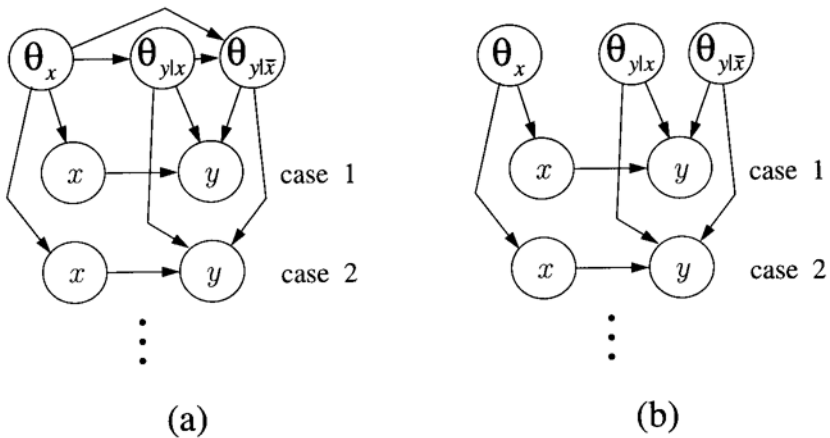 θx θy|x θy|x̄
θx θy|x θy|x̄
x y case 1
x y case 1
x y case 2
x y case 2
(a)
(b)